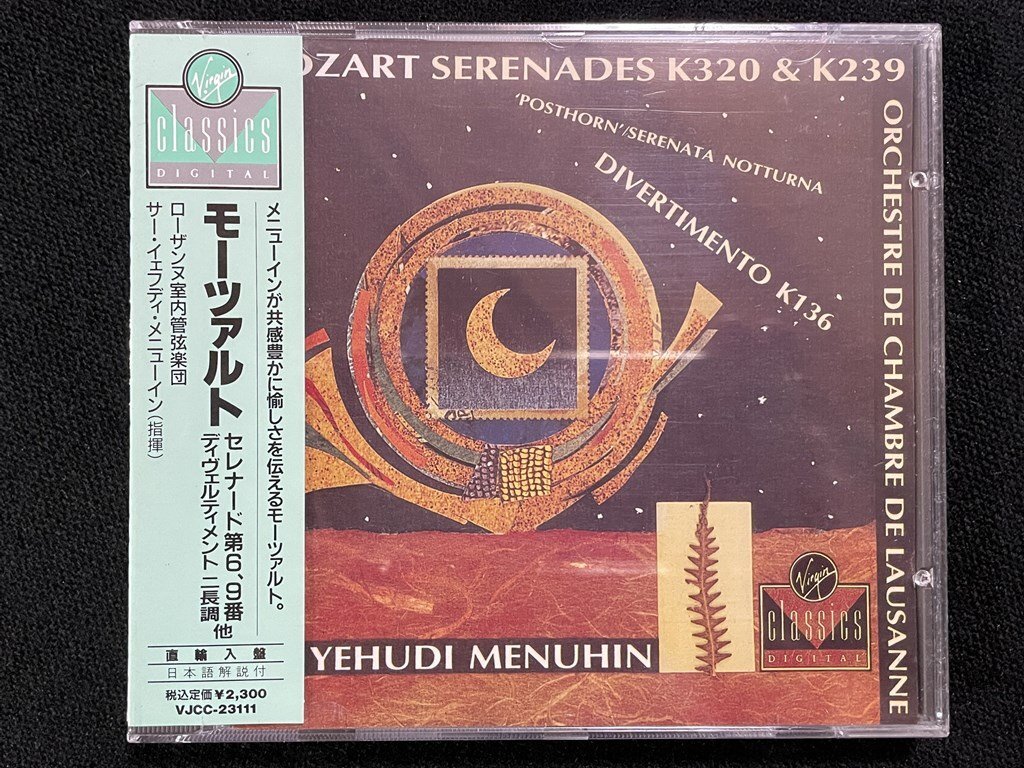 Virgin
classics
DIGITAL
メニューインが共感豊かに愉しさを伝えるモーツァルト。
モーツァルト
セレナード第6、9番
ディヴェルティメント ニ長調 他
ローザンヌ室内管弦楽団
サー・イェフディ・メニューイン(指揮)
直輸入盤
日本語解説付
税込定価¥2,300
VJCC-23111
OZART SERENADES K320 & K239
'POSTHORN'/SERENATA NOTTURNA
DIVERTIMENTO K136
ORCHESTRE DE CHAMBRE DE LAUSANNE
YEHUDI MENUHIN
Virgin
classics
DIGITAL